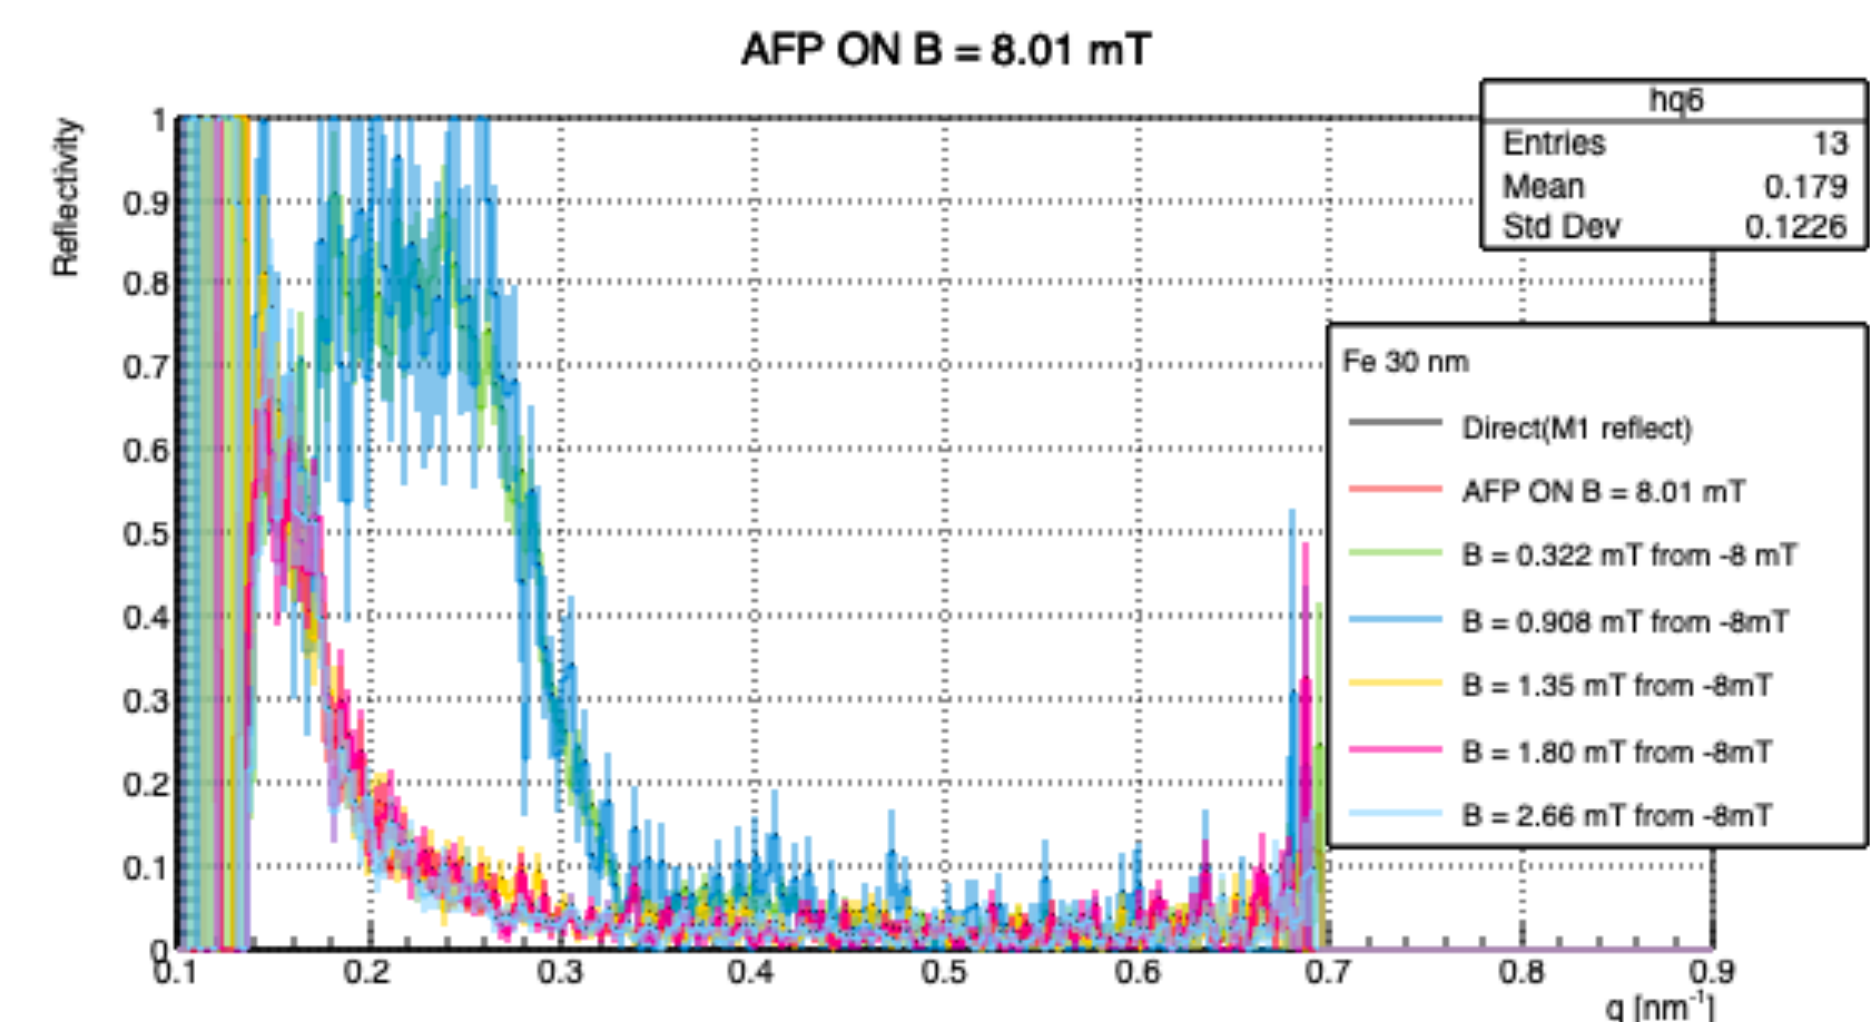 AFP ON B = 8.01 mT
hq6
Entries 13
Mean 0.179
Std Dev 0.1226
Reflectivity
1
0.9
0.8
0.7
0.6
0.5
0.4
0.3
0.2
0.1
0
Fe 30 nm
Direct(M1 reflect)
AFP ON B = 8.01 mT
B = 0.322 mT from -8 mT
B = 0.908 mT from -8mT
B = 1.35 mT from -8mT
B = 1.80 mT from -8mT
B = 2.66 mT from -8mT
0.1 0.2 0.3 0.4 0.5 0.6 0.7 0.8 0.9
q [nm⁻¹]